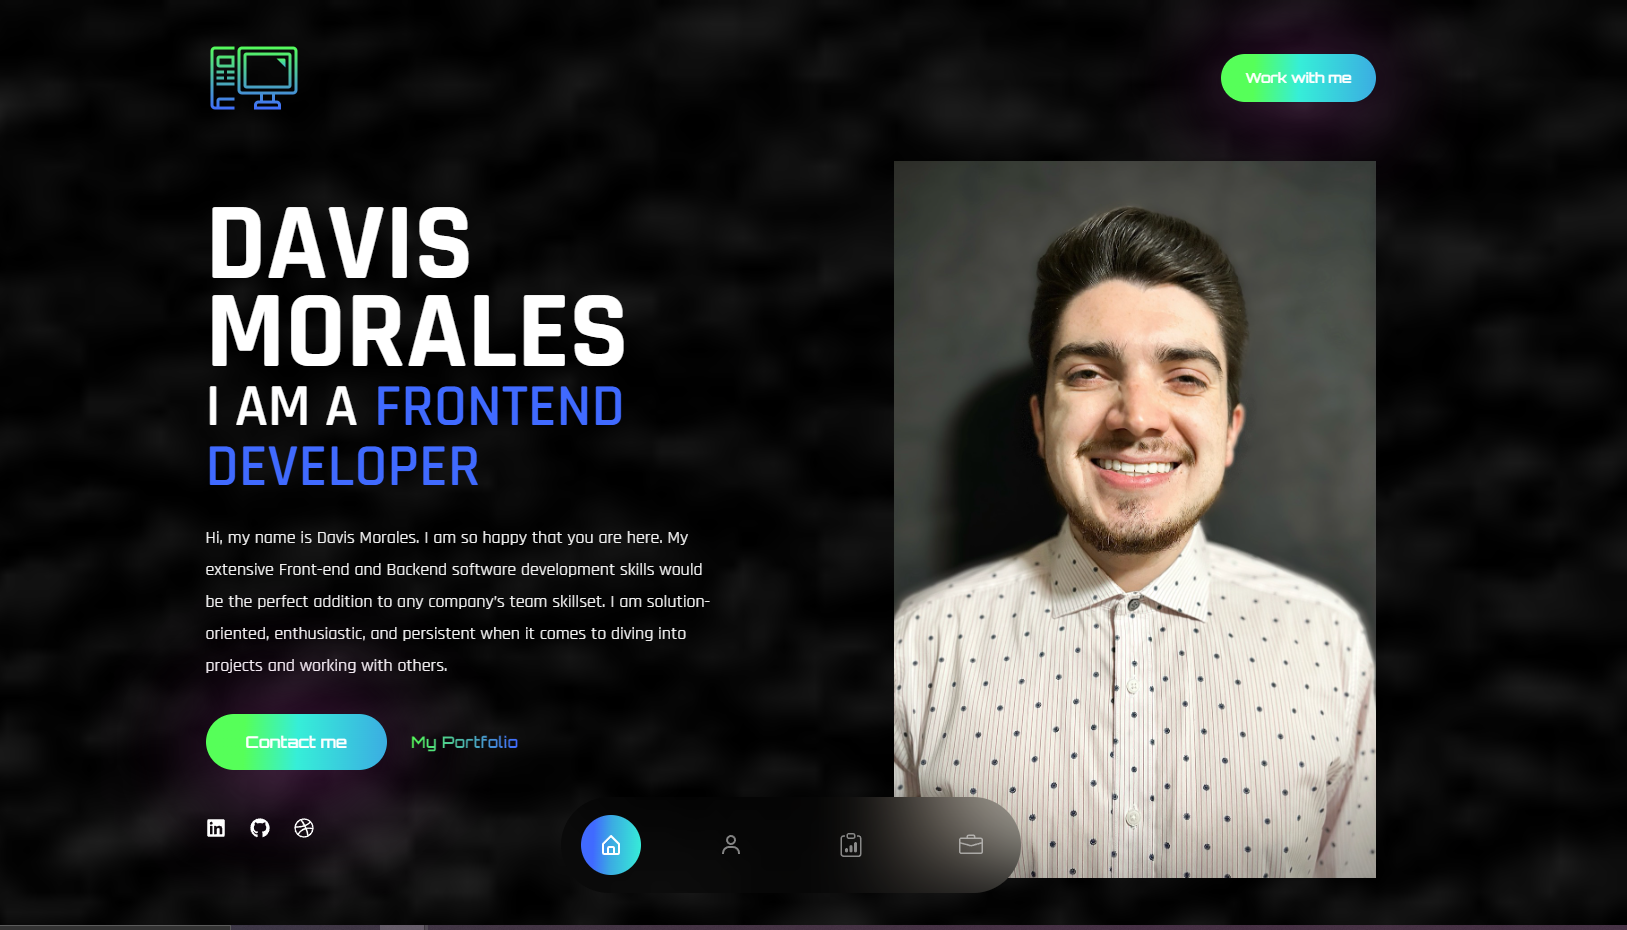 Work with me
DAVIS
MORALES
I AM A FRONTEND
DEVELOPER
Hi, my name is Davis Morales. I am so happy that you are here. My
extensive Front-end and Backend software development skills would
be the perfect addition to any company's team skillset. I am solution-
oriented, enthusiastic, and persistent when it comes to diving into
projects and working with others.
Contact me
My Portfolio